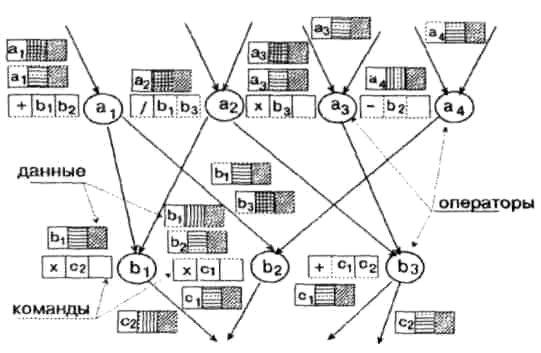 a3
a4
a1
a3
a1
a2
a3
a4
+ b1 b2
a1
/ b1 b3
a2
x b3
a3
- b2
a4
данные
b1
b3
операторы
b1
b1
b2
x c2
b1
x c1
b2
+ c1 c2
b3
команды
c1
c1
c2
c2